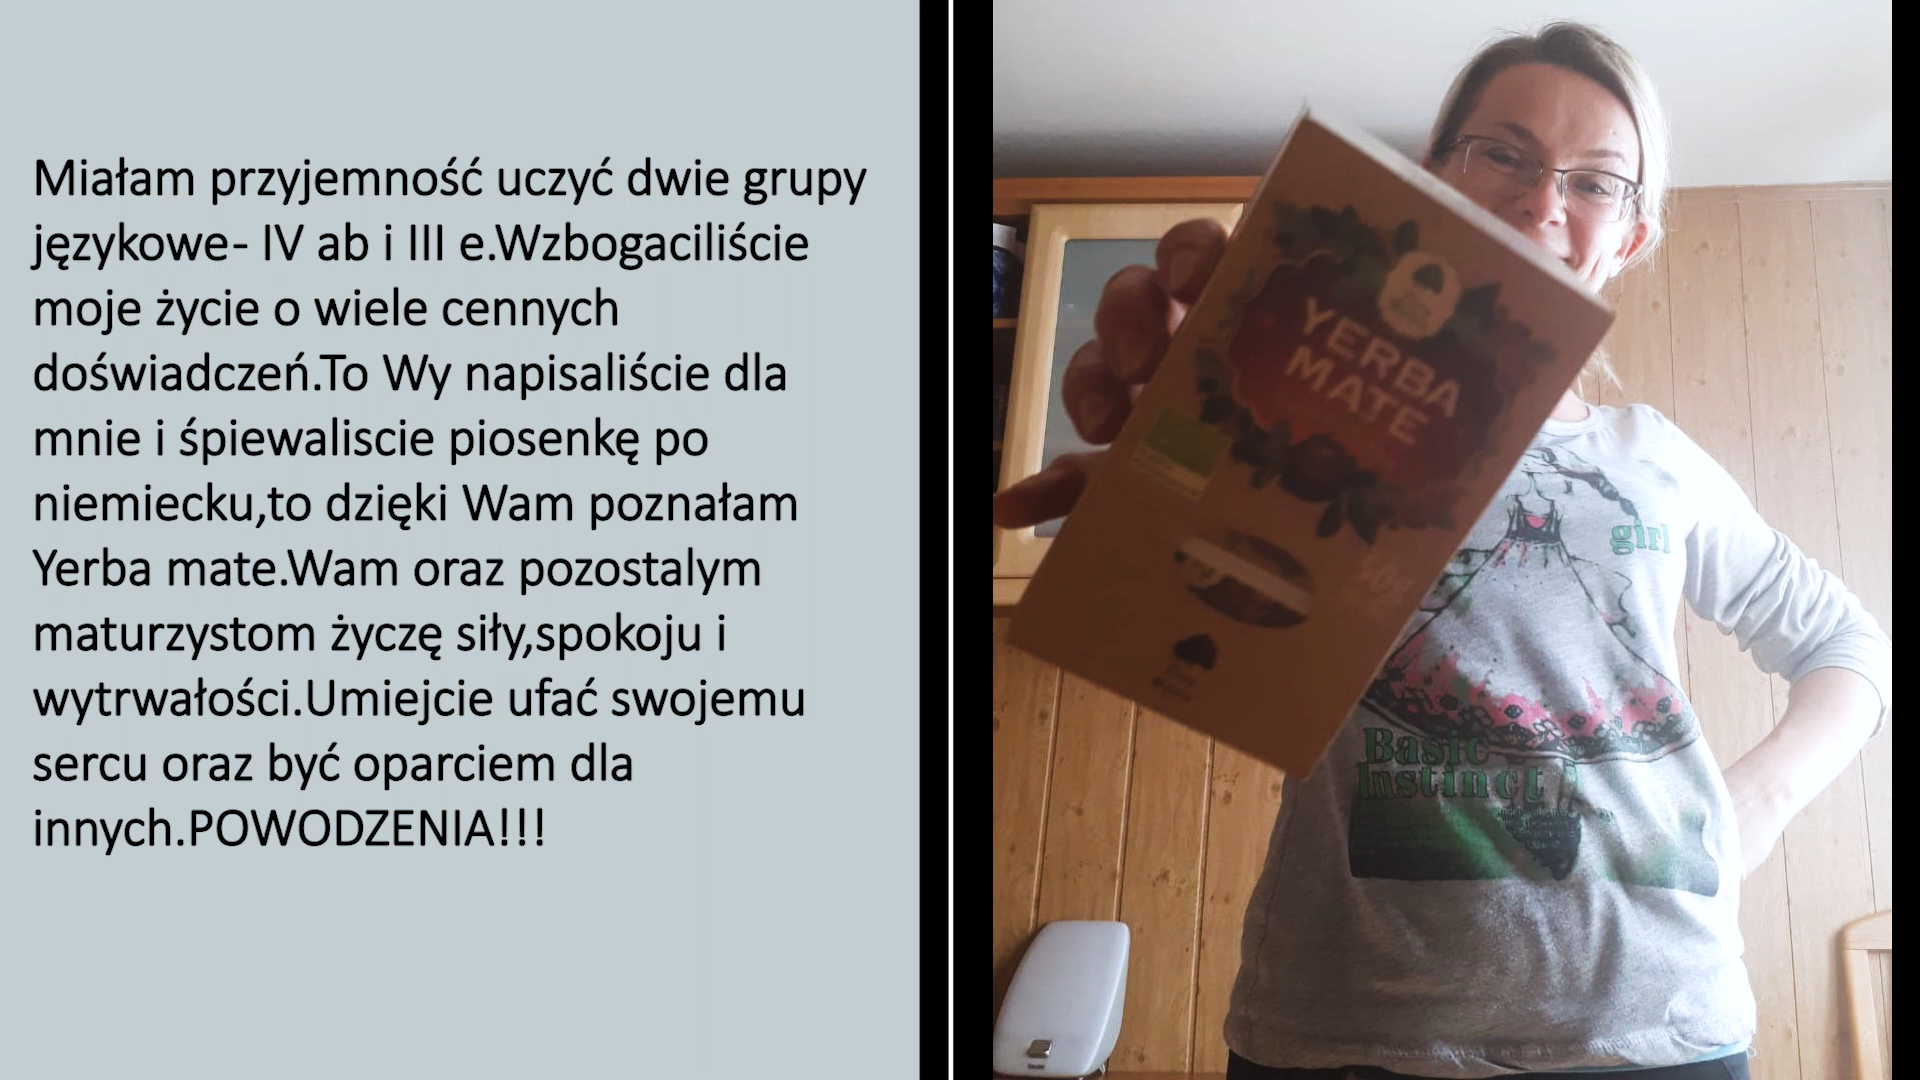 Miałam przyjemność uczyć dwie grupy
językowe- IV ab i III e.Wzbogaciliście
moje życie o wiele cennych
doświadczeń.To Wy napisaliście dla
mnie i śpiewaliscie piosenkę po
niemiecku,to dzięki Wam poznałam
Yerba mate.Wam oraz pozostalym
maturzystom życzę siły,spokoju i
wytrwałości.Umiejcie ufać swojemu
sercu oraz być oparciem dla
innych.POWODZENIA!!!
YERBA
MATE
girl
Basic
Instinct